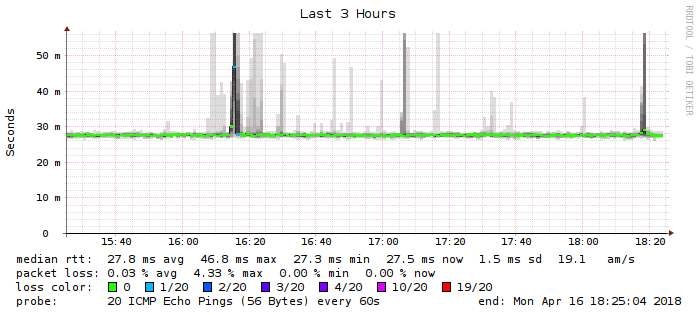 Last 3 Hours
RRDTOOL / TOBI OETIKER
Seconds
50 m
40 m
30 m
20 m
10 m
0
15:40 16:00 16:20 16:40 17:00 17:20 17:40 18:00 18:20
median rtt: 27.8 ms avg 46.8 ms max 27.3 ms min 27.5 ms now 1.5 ms sd 19.1 am/s
packet loss: 0.03 % avg 4.33 % max 0.00 % min 0.00 % now
loss color: 0 1/20 2/20 3/20 4/20 10/20 19/20
probe: 20 ICMP Echo Pings (56 Bytes) every 60s end: Mon Apr 16 18:25:04 2018